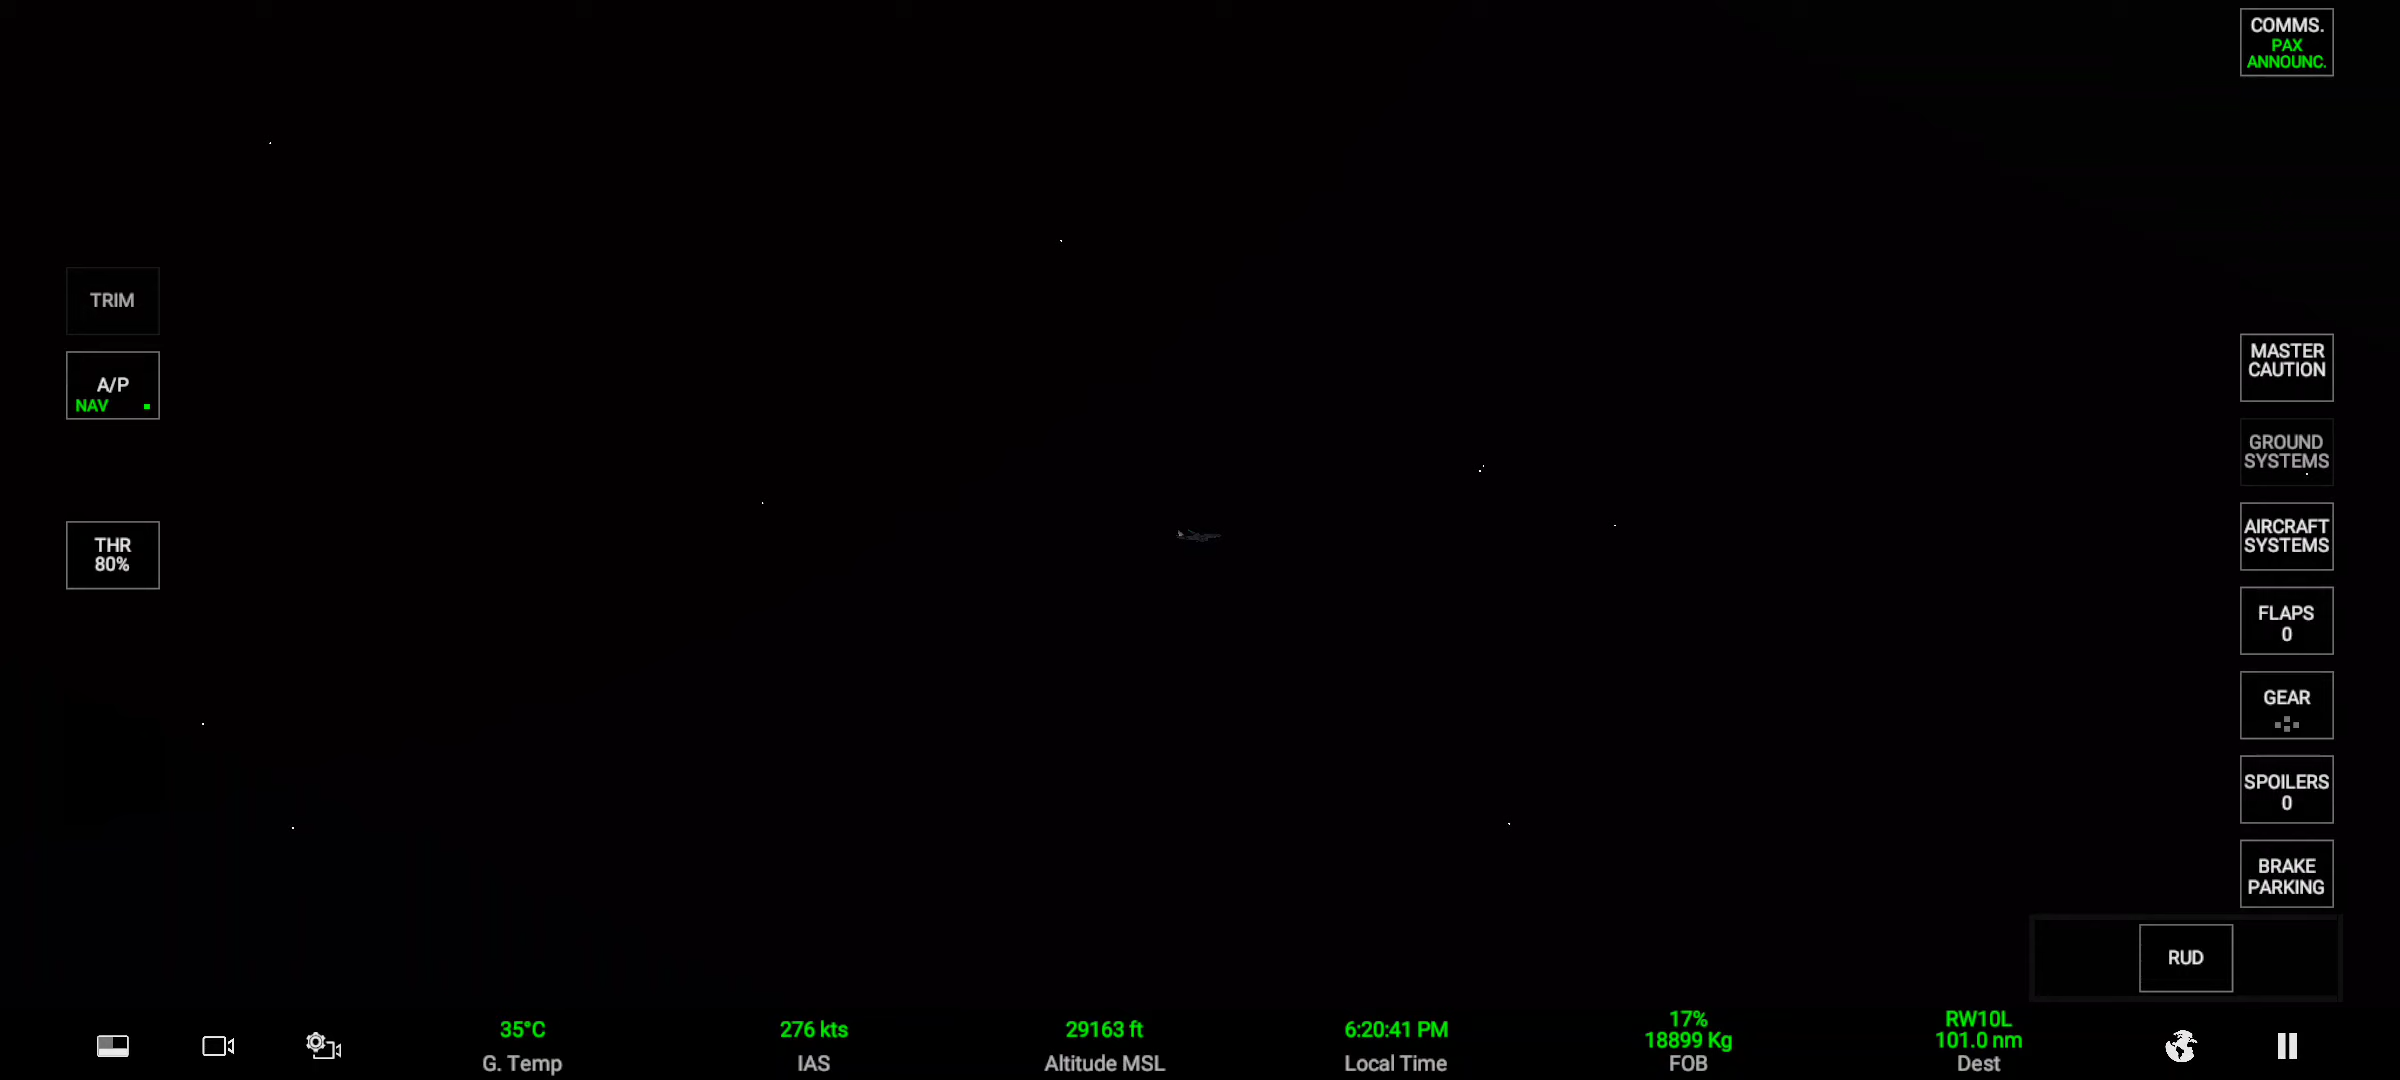 COMMS.
PAX
ANNOUNC.
TRIM
A/P
NAV
THR
80%
MASTER
CAUTION
GROUND
SYSTEMS
AIRCRAFT
SYSTEMS
FLAPS
0
GEAR
SPOILERS
0
BRAKE
PARKING
RUD
35°C
G. Temp
276 kts
IAS
29163 ft
Altitude MSL
6:20:41 PM
Local Time
17%
18899 Kg
FOB
RW10L
101.0 nm
Dest